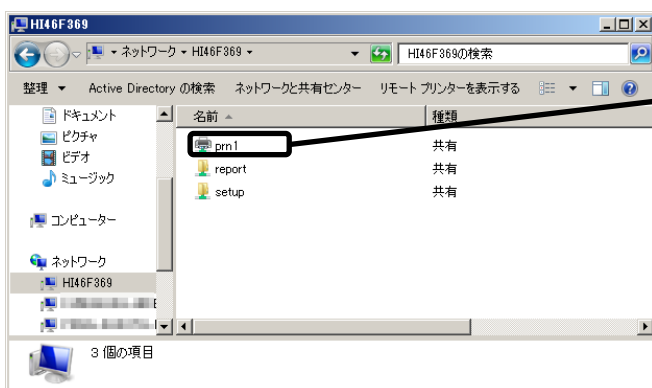 HI46F369
ネットワーク ▾ HI46F369 ▾
HI46F369の検索
整理 ▼ Active Directory の検索 ネットワークと共有センター リモート プリンターを表示する
ドキュメント
ピクチャ
ビデオ
ミュージック
コンピューター
ネットワーク
HI46F369
名前 種類
prn1 共有
report 共有
setup 共有
3 個の項目